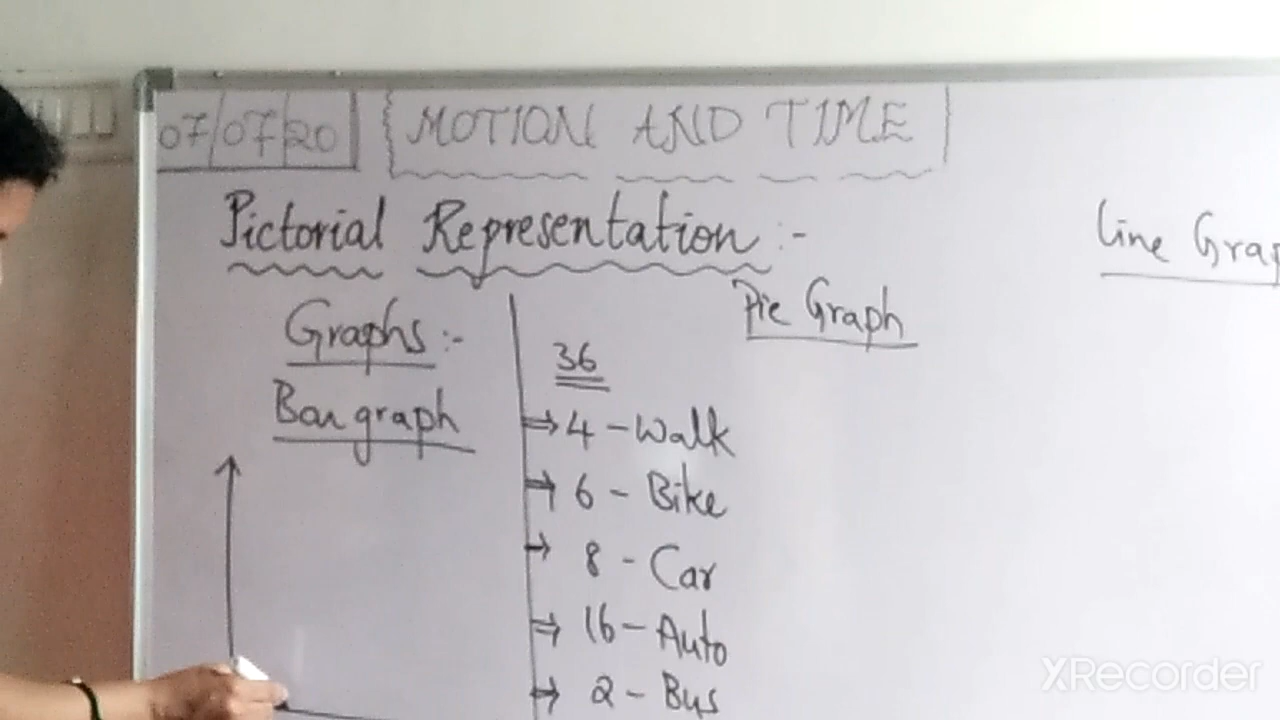 07/07/20
MOTION AND TIME
Pictorial Representation :-
Graphs :-
Bar graph
36
⇒ 4 - Walk
→ 6 - Bike
→ 8 - Car
⇒ 16 - Auto
→ 2 - Bus
Pie Graph
Line Grap
XRecorder